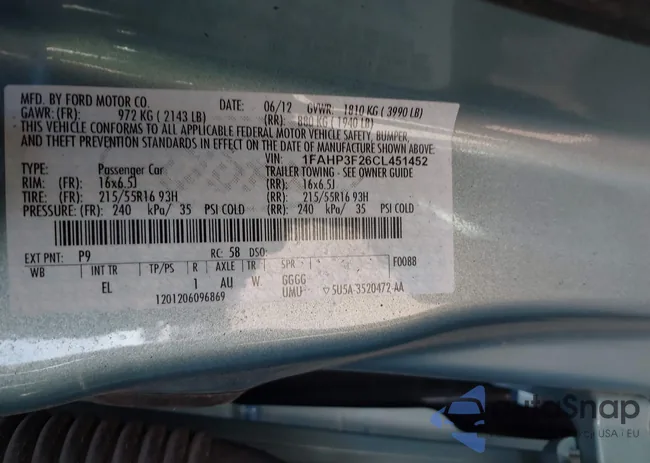 MFD. BY FORD MOTOR CO. DATE: 06/12 GVWR: 1810 KG ( 3990 LB)
GAWR: (FR): 972 KG ( 2143 LB) (RR): 880 KG ( 1940 LB)
THIS VEHICLE CONFORMS TO ALL APPLICABLE FEDERAL MOTOR VEHICLE SAFETY, BUMPER,
AND THEFT PREVENTION STANDARDS IN EFFECT ON THE DATE OF MANUFACTURE SHOWN ABOVE.
VIN: 1FAHP3F26CL451452
TYPE: Passenger Car TRAILER TOWING - SEE OWNER GUIDE
RIM: (FR): 16x6.5J (RR): 16x6.5J
TIRE: (FR): 215/55R16 93H (RR): 215/55R16 93H
PRESSURE: (FR): 240 kPa/ 35 PSI COLD (RR): 240 kPa/ 35 PSI COLD
EXT PNT: P9 RC: 58 DSO: F0088
WB INT TR TP/PS R AXLE TR SPR
EL 1 AU W GGGG
UMU ▽5U5A-3520472-AA
1201206096869
autoSnap
by USA / EU